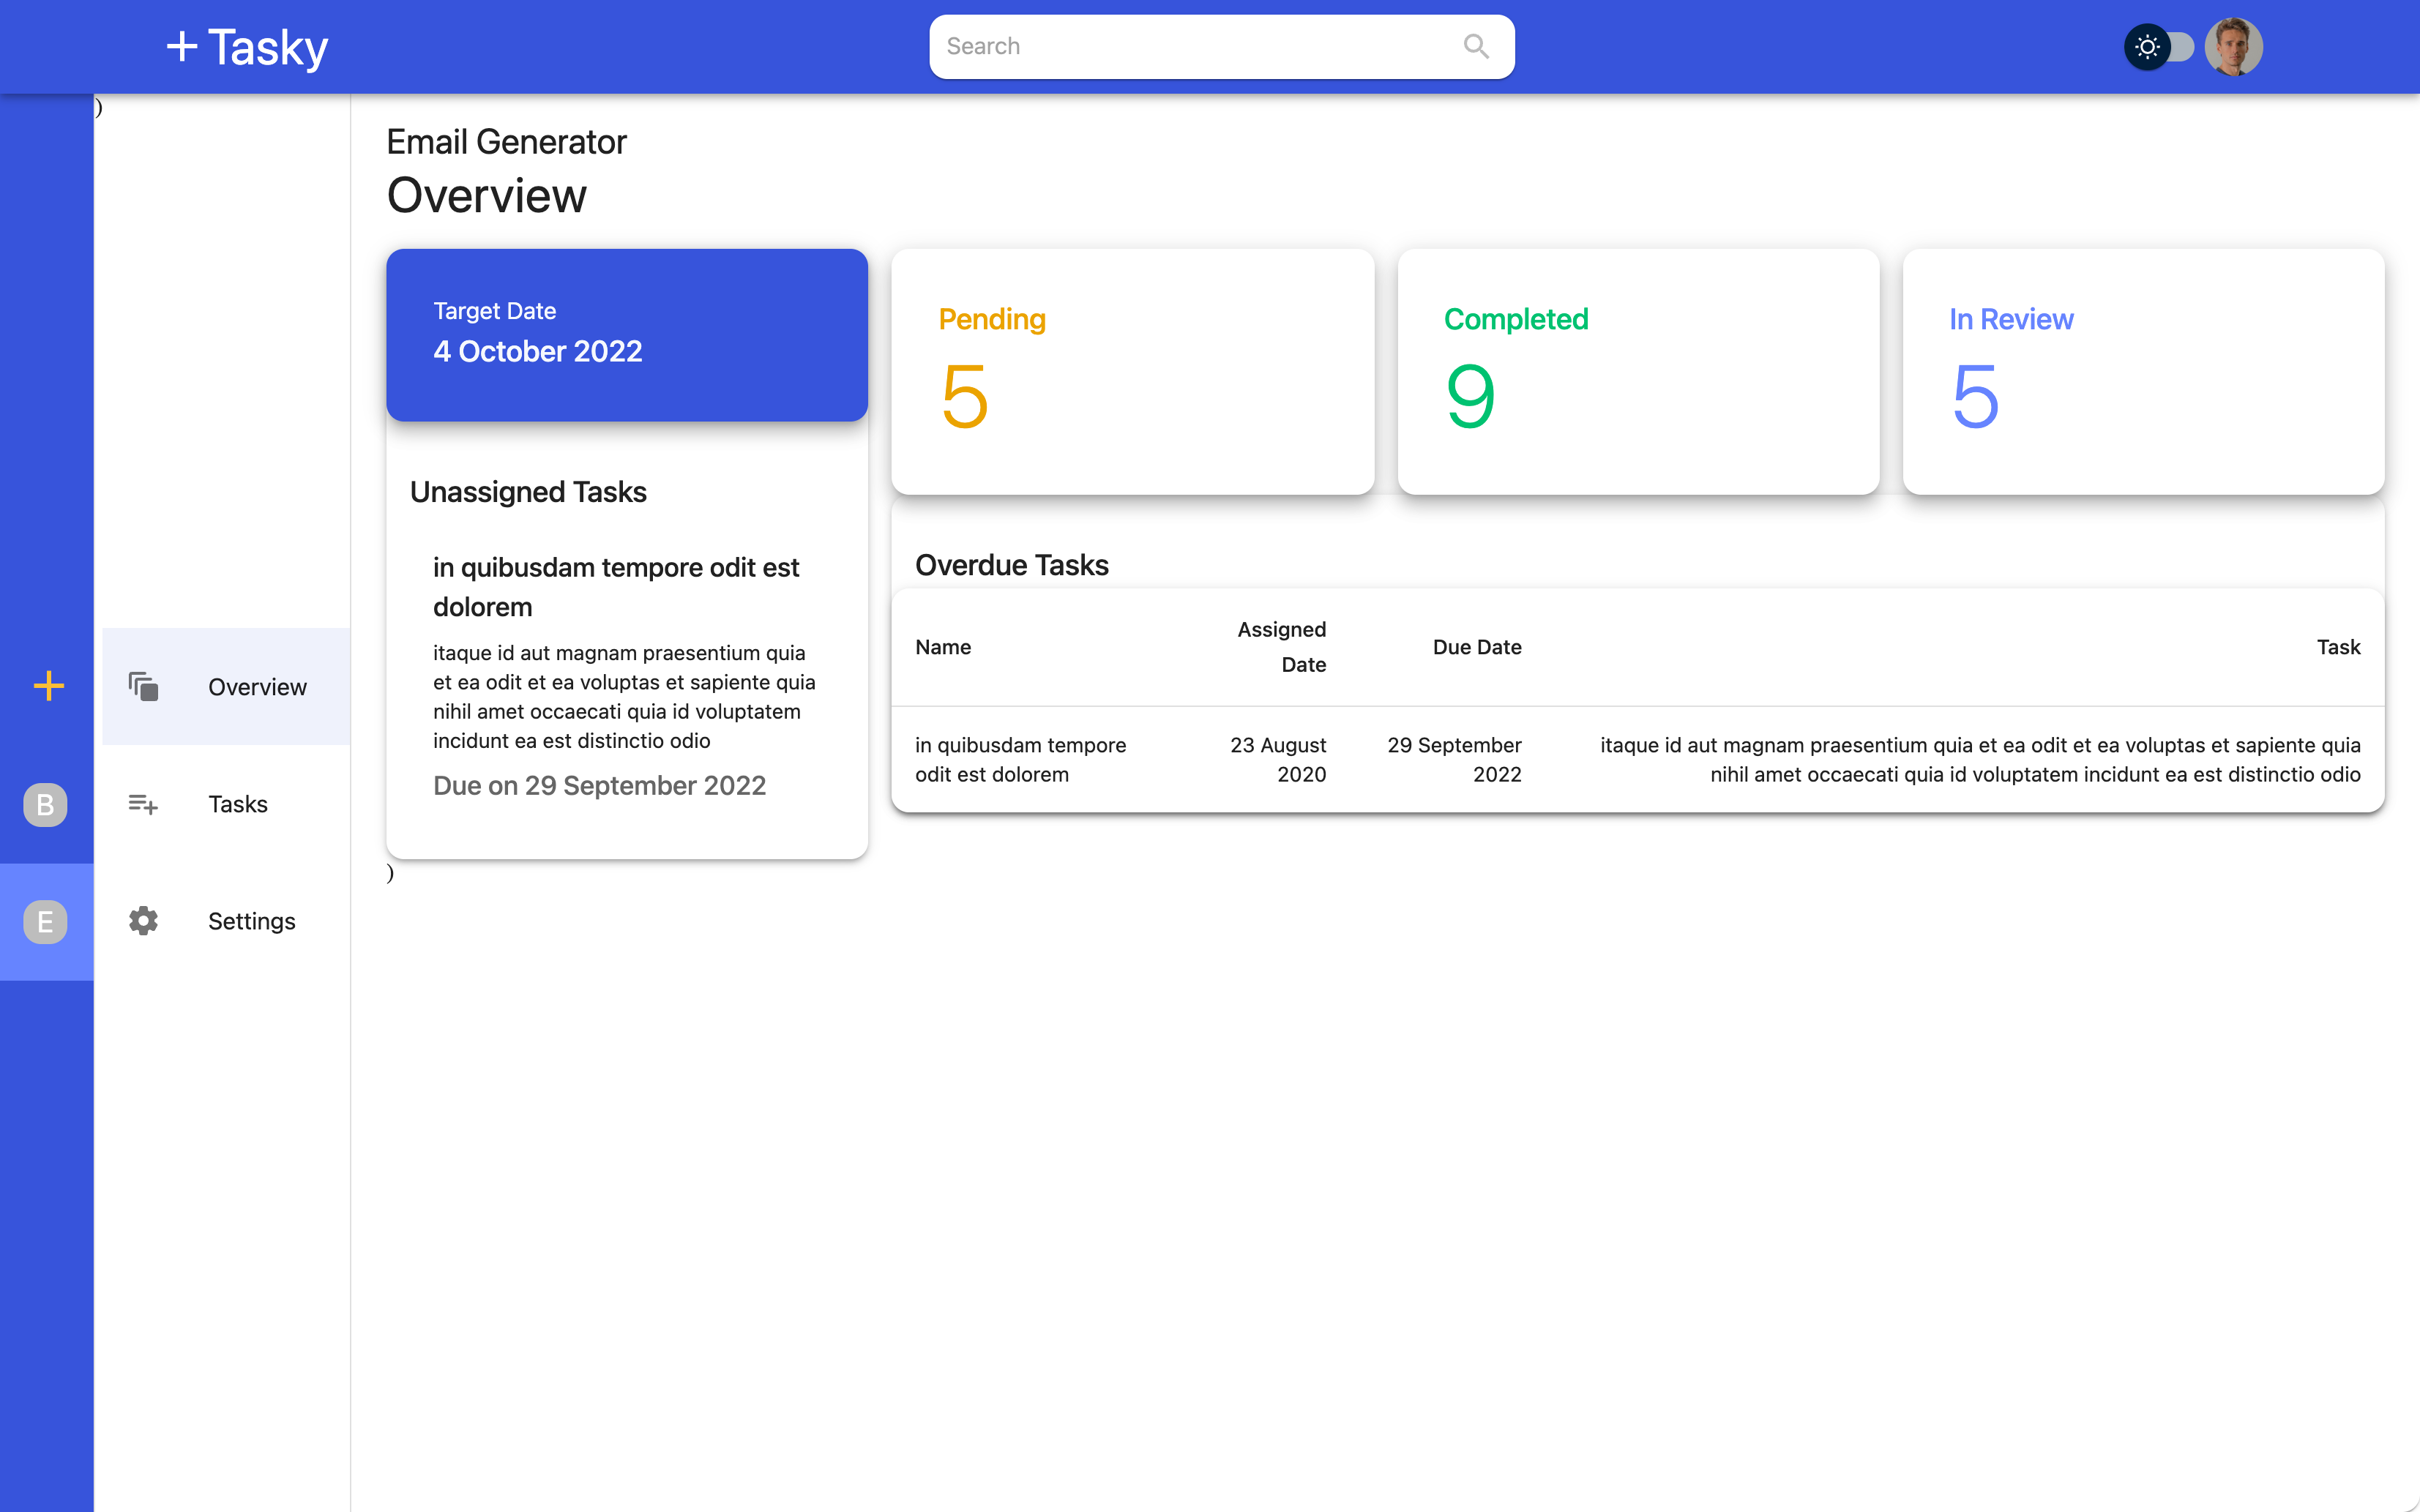 + Tasky
Search
)
Email Generator
Overview
Target Date
4 October 2022
Pending
5
Completed
9
In Review
5
Unassigned Tasks
in quibusdam tempore odit est
dolorem
itaque id aut magnam praesentium quia
et ea odit et ea voluptas et sapiente quia
nihil amet occaecati quia id voluptatem
incidunt ea est distinctio odio
Due on 29 September 2022
)
Overdue Tasks
Name
Assigned
Date
Due Date
Task
in quibusdam tempore
odit est dolorem
23 August
2020
29 September
2022
itaque id aut magnam praesentium quia et ea odit et ea voluptas et sapiente quia
nihil amet occaecati quia id voluptatem incidunt ea est distinctio odio
+
Overview
B
Tasks
E
Settings